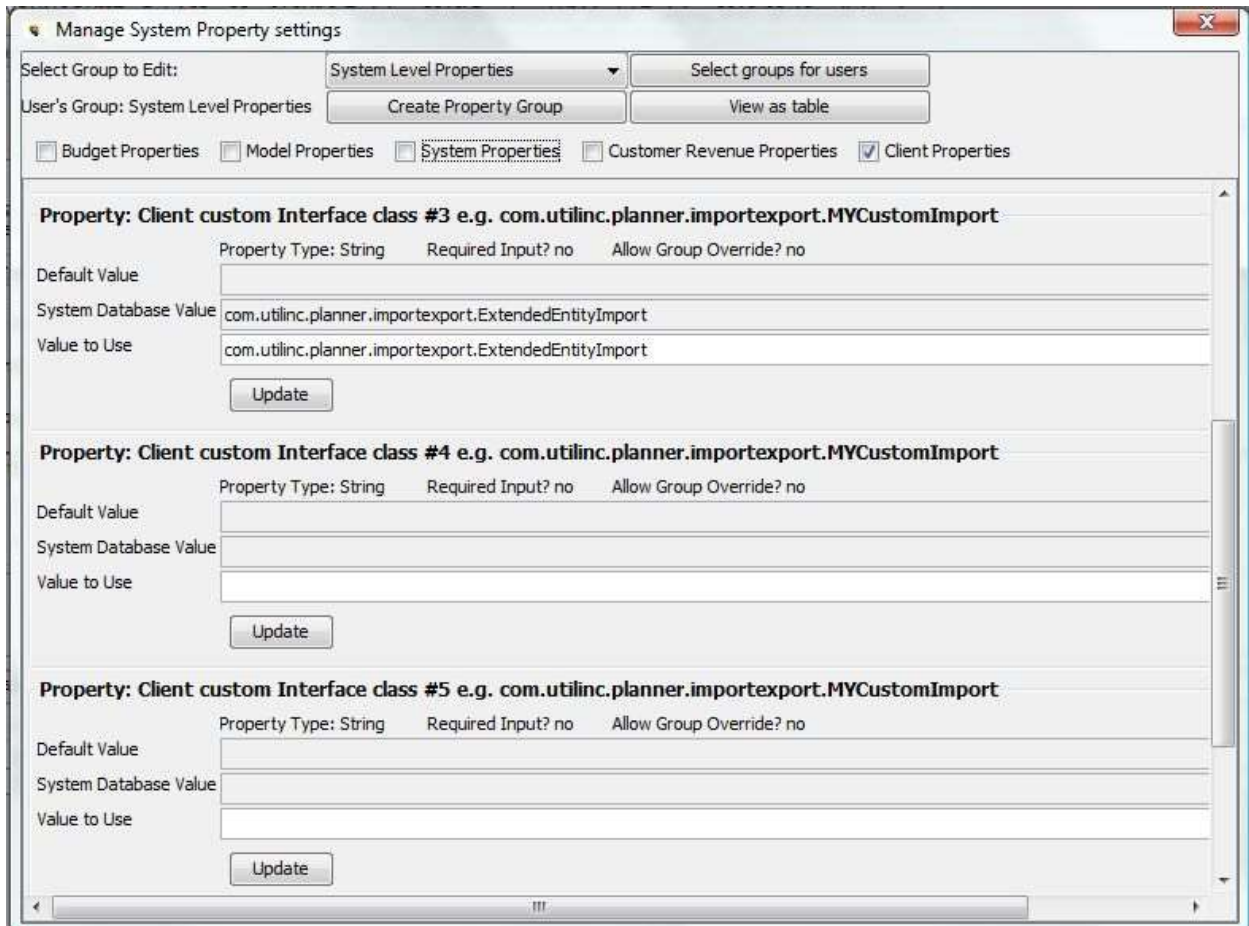 Manage System Property settings
Select Group to Edit: System Level Properties Select groups for users
User's Group: System Level Properties Create Property Group View as table
Budget Properties Model Properties System Properties Customer Revenue Properties Client Properties
Property: Client custom Interface class #3 e.g. com.utilinc.planner.importexport.MYCustomImport
Property Type: String Required Input? no Allow Group Override? no
Default Value
System Database Value com.utilinc.planner.importexport.ExtendedEntityImport
Value to Use com.utilinc.planner.importexport.ExtendedEntityImport
Update
Property: Client custom Interface class #4 e.g. com.utilinc.planner.importexport.MYCustomImport
Property Type: String Required Input? no Allow Group Override? no
Default Value
System Database Value
Value to Use
Update
Property: Client custom Interface class #5 e.g. com.utilinc.planner.importexport.MYCustomImport
Property Type: String Required Input? no Allow Group Override? no
Default Value
System Database Value
Value to Use
Update